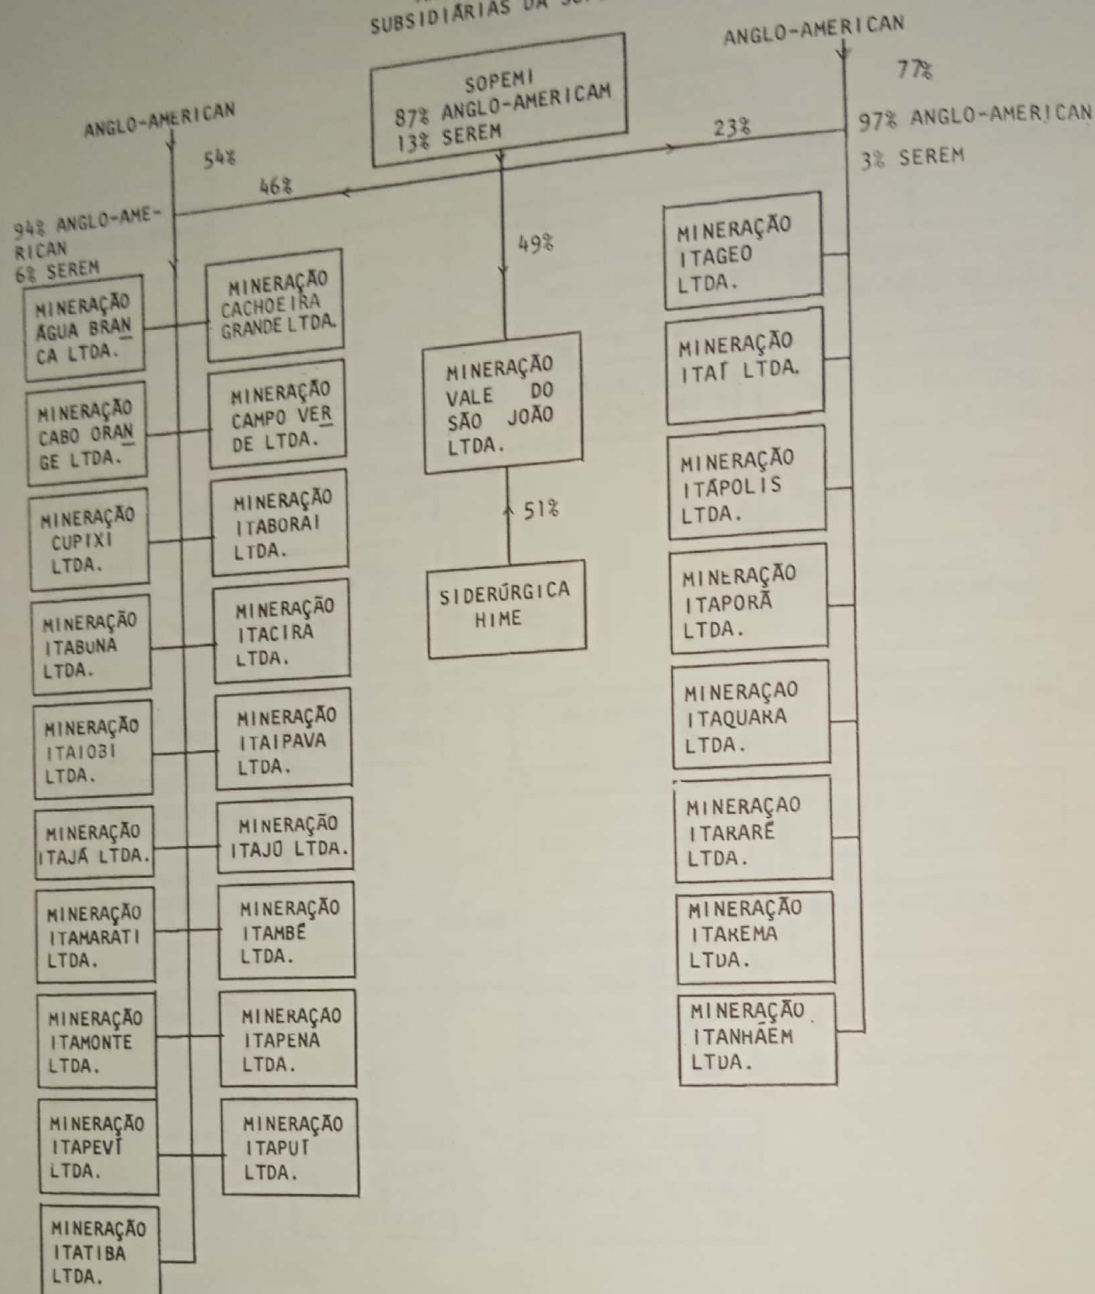 SUBSIDIÁRIAS DA
ANGLO-AMERICAN
77%
97% ANGLO-AMERICAN
3% SEREM
SOPEMI
87% ANGLO-AMERICAM
13% SEREM
23%
ANGLO-AMERICAN
54%
46%
94% ANGLO-AME-
RICAN
6% SEREM
49%
MINERAÇÃO
ÁGUA BRAN
CA LTDA.
MINERAÇÃO
CACHOEIRA
GRANDE LTDA.
MINERAÇÃO
CABO ORAN
GE LTDA.
MINERAÇÃO
CAMPO VER
DE LTDA.
MINERAÇÃO
CUPIXI
LTDA.
MINERAÇÃO
ITABORAI
LTDA.
MINERAÇÃO
ITABUNA
LTDA.
MINERAÇÃO
ITACIRA
LTDA.
MINERAÇÃO
ITAIOBI
LTDA.
MINERAÇÃO
ITAIPAVA
LTDA.
MINERAÇÃO
ITAJÁ LTDA.
MINERAÇÃO
ITAJÚ LTDA.
MINERAÇÃO
ITAMARATI
LTDA.
MINERAÇÃO
ITAMBÉ
LTDA.
MINERAÇÃO
ITAMONTE
LTDA.
MINERAÇÃO
ITAPENA
LTDA.
MINERAÇÃO
ITAPEVÍ
LTDA.
MINERAÇÃO
ITAPUÍ
LTDA.
MINERAÇÃO
ITATIBA
LTDA.
MINERAÇÃO
VALE DO
SÃO JOÃO
LTDA.
51%
SIDERÚRGICA
HIME
MINERAÇÃO
ITAGEO
LTDA.
MINERAÇÃO
ITAÍ LTDA.
MINERAÇÃO
ITÁPOLIS
LTDA.
MINERAÇÃO
ITAPORÃ
LTDA.
MINERAÇAO
ITAQUARA
LTDA.
MINERAÇAO
ITARARÉ
LTDA.
MINERAÇÃO
ITAREMA
LTDA.
MINERAÇÃO
ITANHÁEM
LTDA.